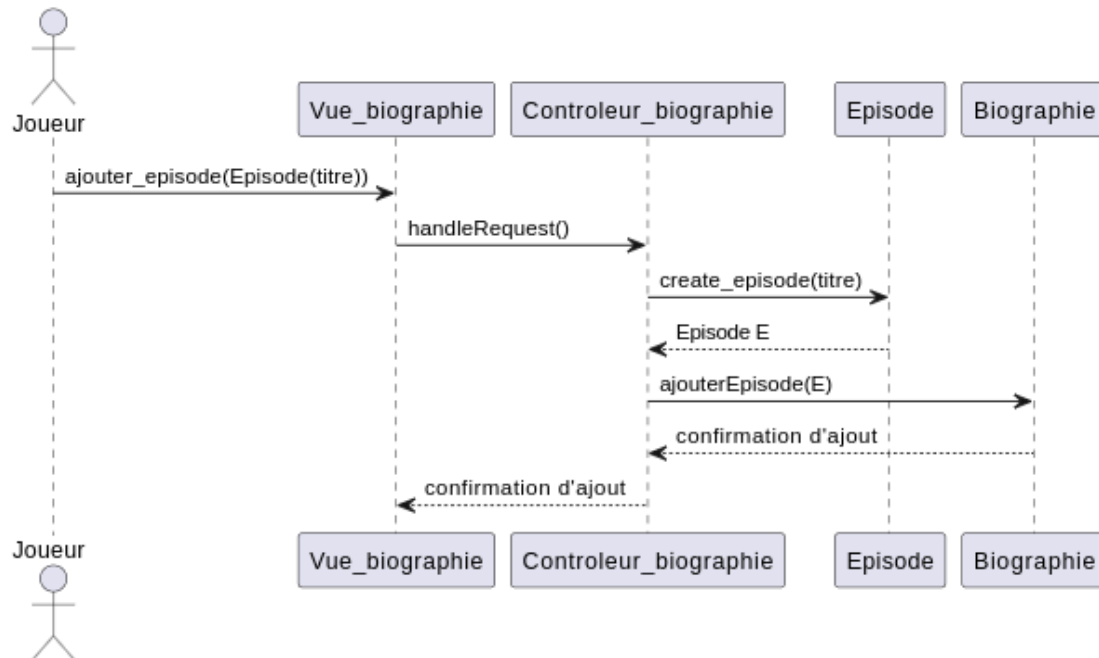 Joueur
Vue_biographie
Controleur_biographie
Episode
Biographie
ajouter_episode(Episode(titre))
handleRequest()
create_episode(titre)
Episode E
ajouterEpisode(E)
confirmation d'ajout
confirmation d'ajout
Joueur
Vue_biographie
Controleur_biographie
Episode
Biographie